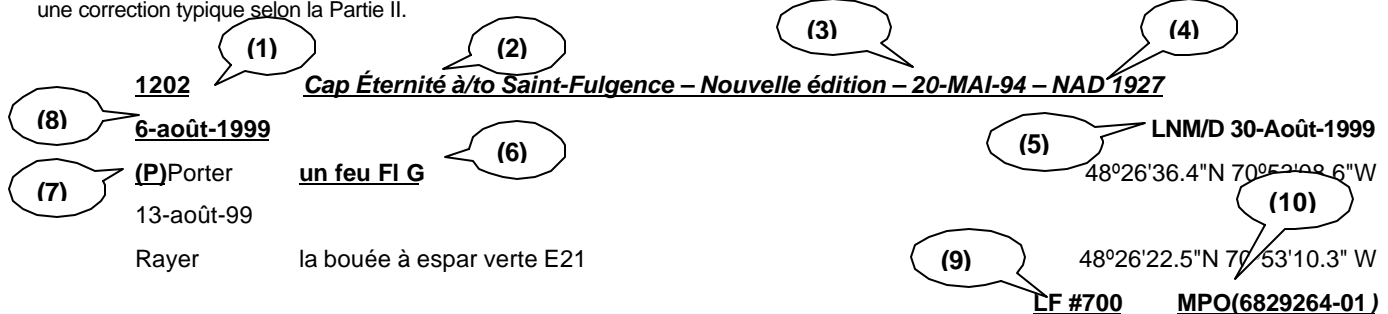 une correction typique selon la Partie II.
(1) (2) (3) (4)
1202 Cap Éternité à/to Saint-Fulgence – Nouvelle édition – 20-MAI-94 – NAD 1927
(8) 6-août-1999 (5) LNM/D 30-Août-1999
(7) (P)Porter un feu Fl G (6) 48º26'36.4"N 70º53'08.6"W
13-août-99 (10)
Rayer la bouée à espar verte E21 (9) 48º26'22.5"N 70º53'10.3" W
LF #700 MPO(6829264-01)